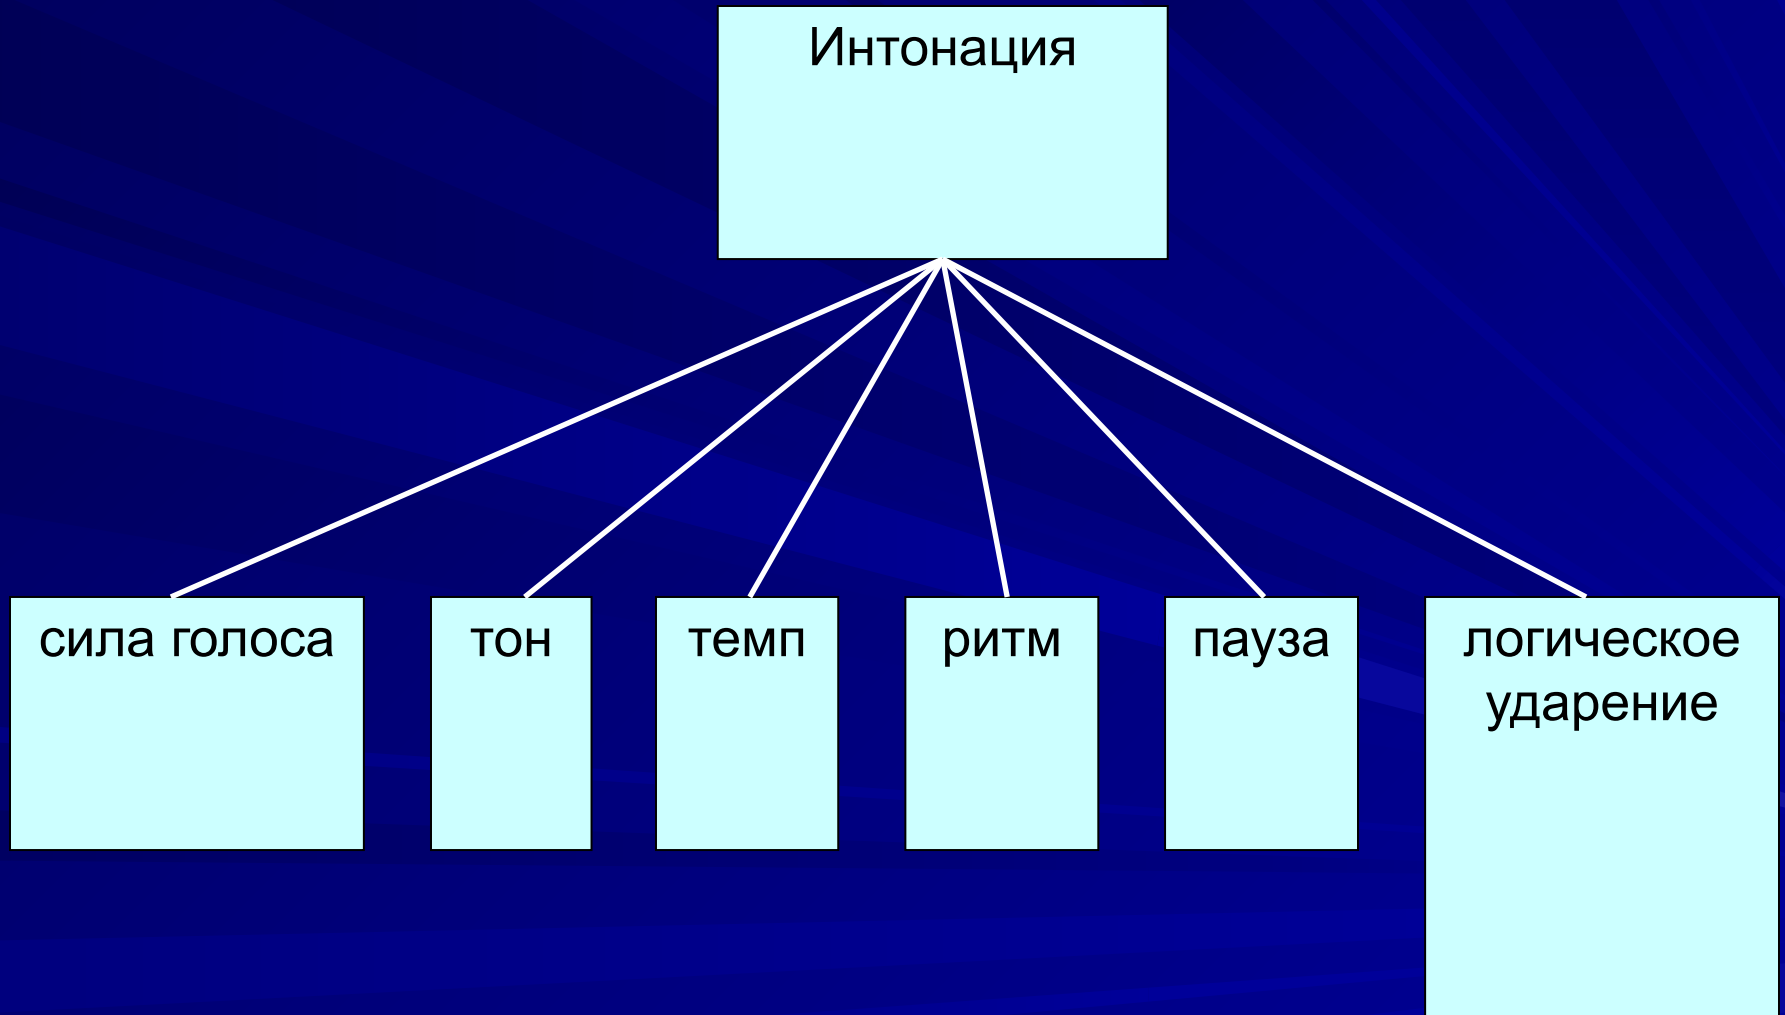 Интонация
сила голоса
тон
темп
ритм
пауза
логическое
ударение